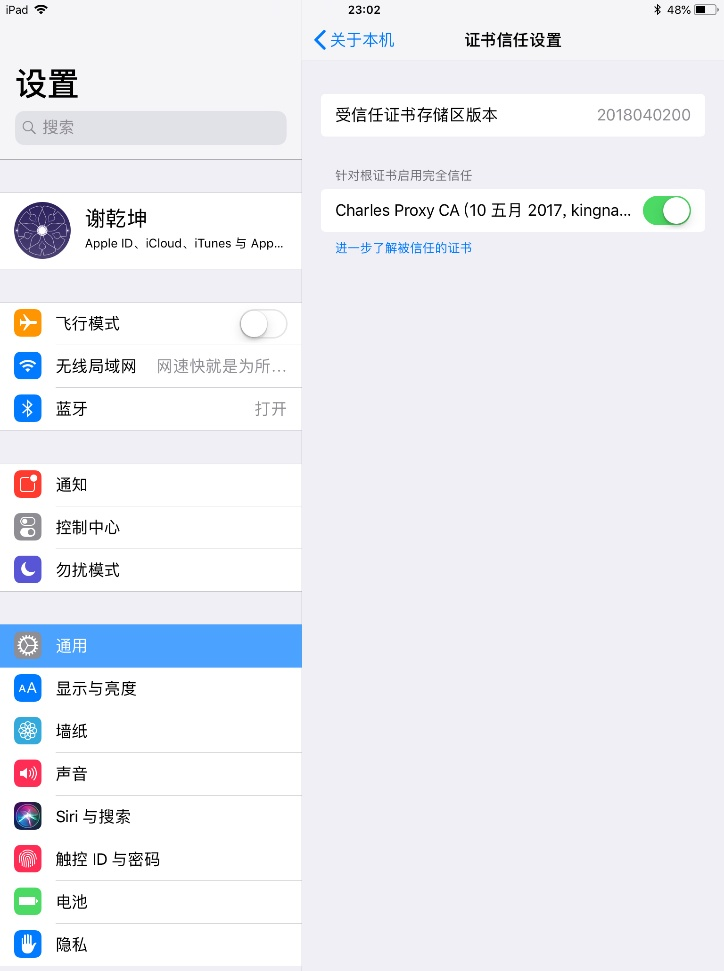 iPad
23:02
48%
设置
搜索
谢乾坤
Apple ID、iCloud、iTunes 与 App...
飞行模式
无线局域网 网速快就是为所...
蓝牙 打开
通知
控制中心
勿扰模式
通用
AA 显示与亮度
墙纸
声音
Siri 与搜索
触控 ID 与密码
电池
隐私
关于本机
证书信任设置
受信任证书存储区版本 2018040200
针对根证书启用完全信任
Charles Proxy CA (10 五月 2017, kingna...
进一步了解被信任的证书